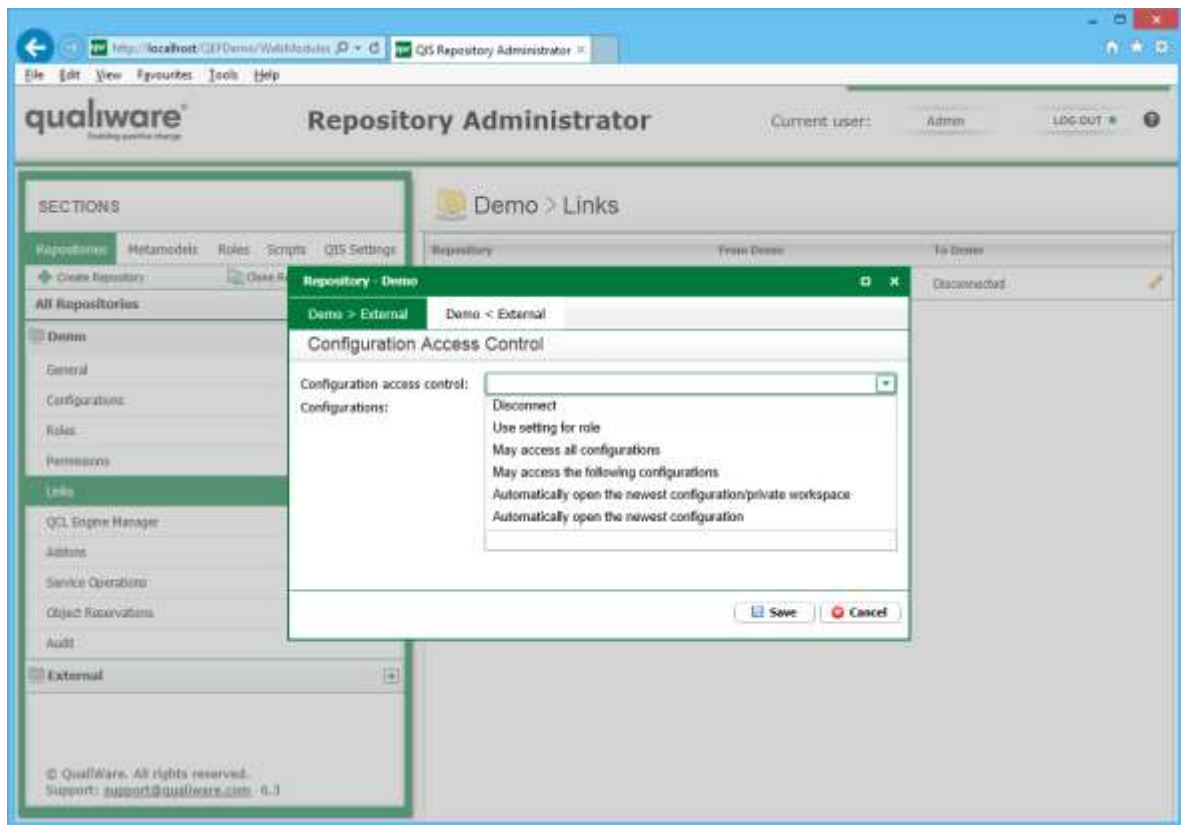 QIS Repository Administrator
File Edit View Favourites Tools Help
qualiware
Repository Administrator
Current user:
Admin
LOG OUT
SECTIONS
Demo > Links
Repositories Metamodels Roles Scripts QIS Settings
Repository From Demo To Demo
Create Repository
Disconnected
All Repositories
Demo
General
Configurations
Roles
Permissions
Links
QCL Engine Manager
Addons
Service Operations
Object Reservations
Audit
External
© QualiWare. All rights reserved.
Support: support@qualiware.com 6.3
Repository - Demo
Demo > External Demo < External
Configuration Access Control
Configuration access control:
Configurations:
Disconnect
Use setting for role
May access all configurations
May access the following configurations
Automatically open the newest configuration/private workspace
Automatically open the newest configuration
Save Cancel